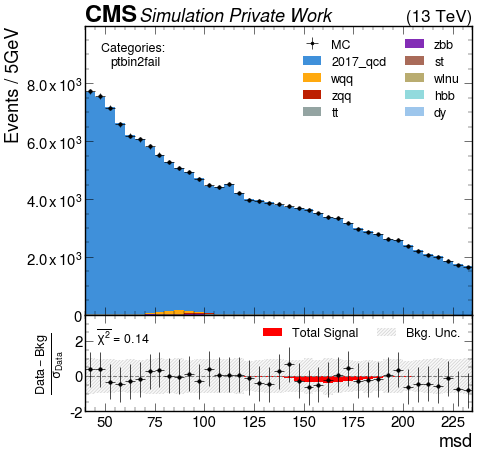 CMS Simulation Private Work (13 TeV)
Events / 5GeV
Categories:
ptbin2fail
MC
2017_qcd
wqq
zqq
tt
zbb
st
wlnu
hbb
dy
8.0 x 10³
6.0 x 10³
4.0 x 10³
2.0 x 10³
0
χ² = 0.14
Total Signal
Bkg. Unc.
Data − Bkg
σData
2
0
-2
50 75 100 125 150 175 200 225
msd